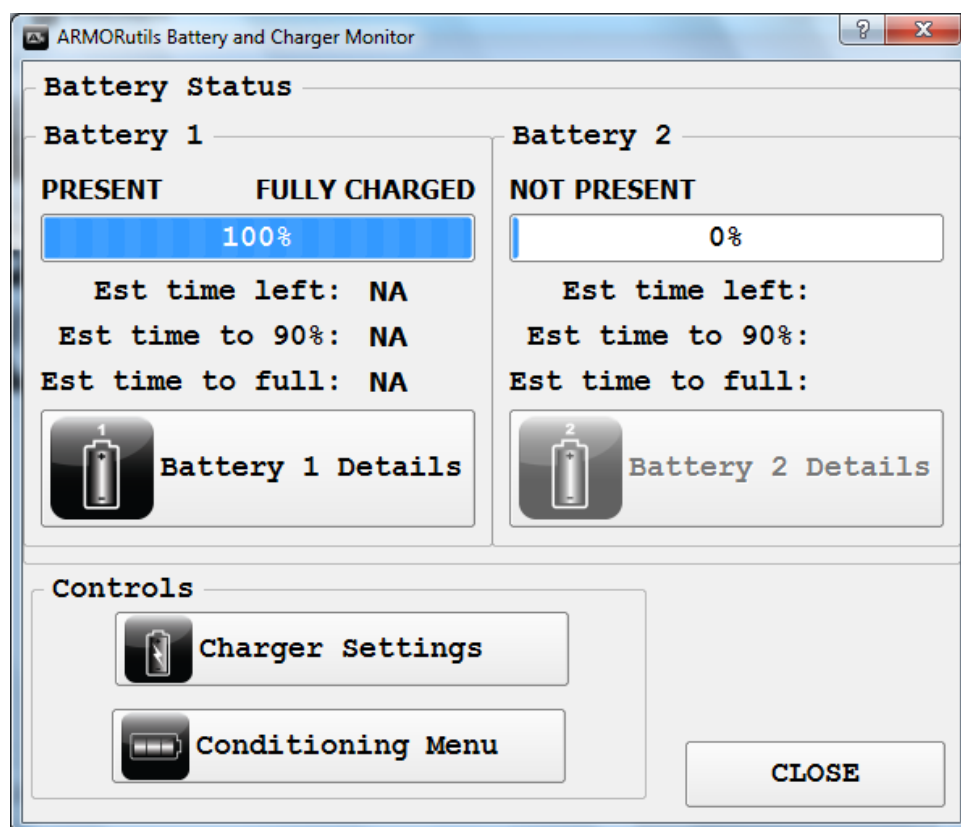 ARMORutils Battery and Charger Monitor
Battery Status
Battery 1
PRESENT FULLY CHARGED
100%
Est time left: NA
Est time to 90%: NA
Est time to full: NA
1
Battery 1 Details
Battery 2
NOT PRESENT
0%
Est time left:
Est time to 90%:
Est time to full:
2
Battery 2 Details
Controls
Charger Settings
Conditioning Menu
CLOSE